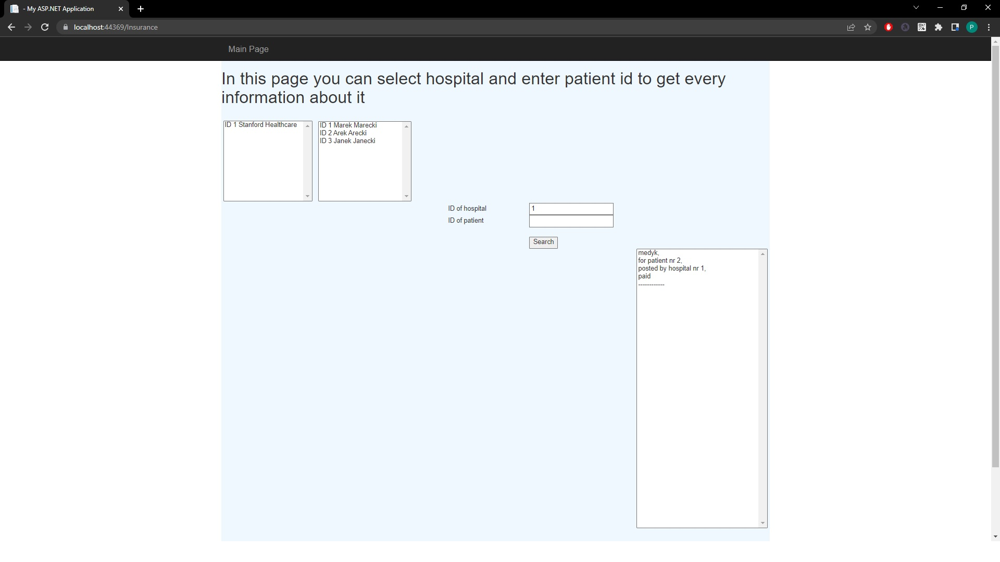 - My ASP.NET Application
localhost:44369/Insurance
P
Main Page
In this page you can select hospital and enter patient id to get every
information about it
ID 1 Stanford Healthcare
ID 1 Marek Marecki
ID 2 Arek Arecki
ID 3 Janek Janecki
ID of hospital
1
ID of patient
Search
medyk,
for patient nr 2,
posted by hospital nr 1,
paid
------------